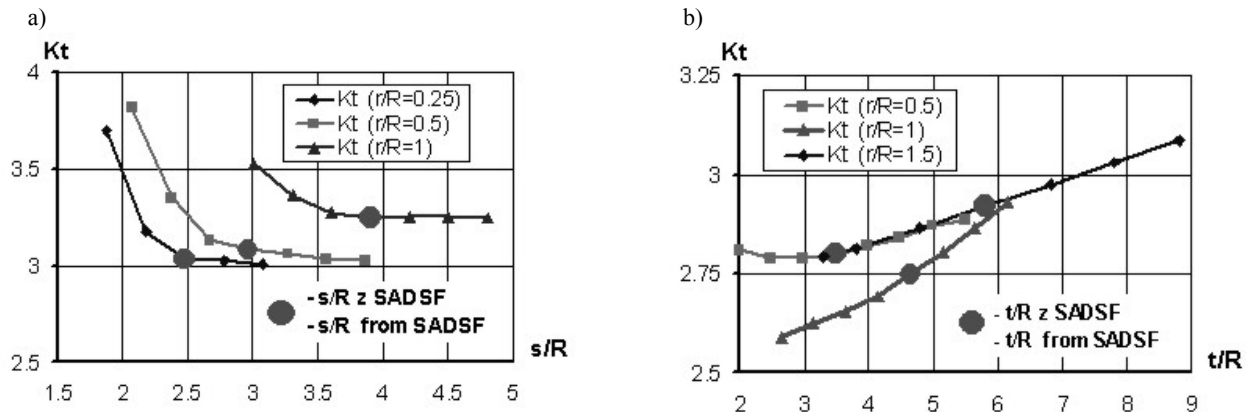 a)
Kt
4
3.5
3
2.5
1.5 2 2.5 3 3.5 4 4.5 5
s/R
Kt (r/R=0.25)
Kt (r/R=0.5)
Kt (r/R=1)
- s/R z SADSF
- s/R from SADSF
b)
Kt
3.25
3
2.75
2.5
2 3 4 5 6 7 8 9
t/R
Kt (r/R=0.5)
Kt (r/R=1)
Kt (r/R=1.5)
- t/R z SADSF
- t/R from SADSF